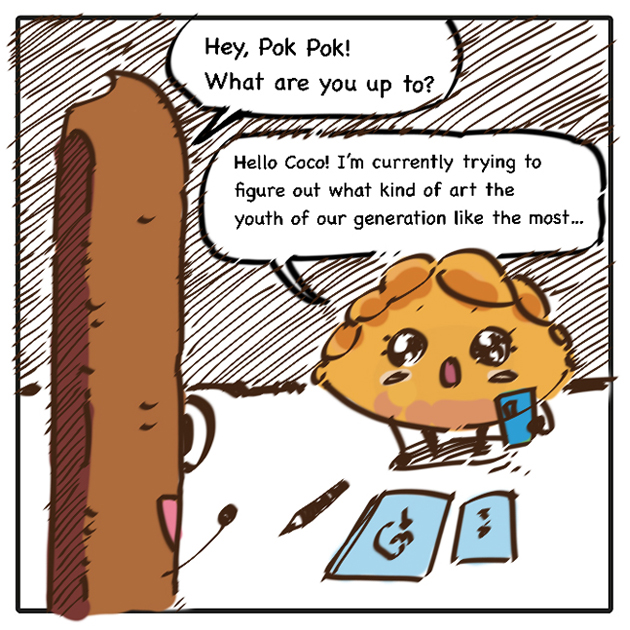 Hey, Pok Pok!
What are you up to?
Hello Coco! I'm currently trying to
figure out what kind of art the
youth of our generation like the most...